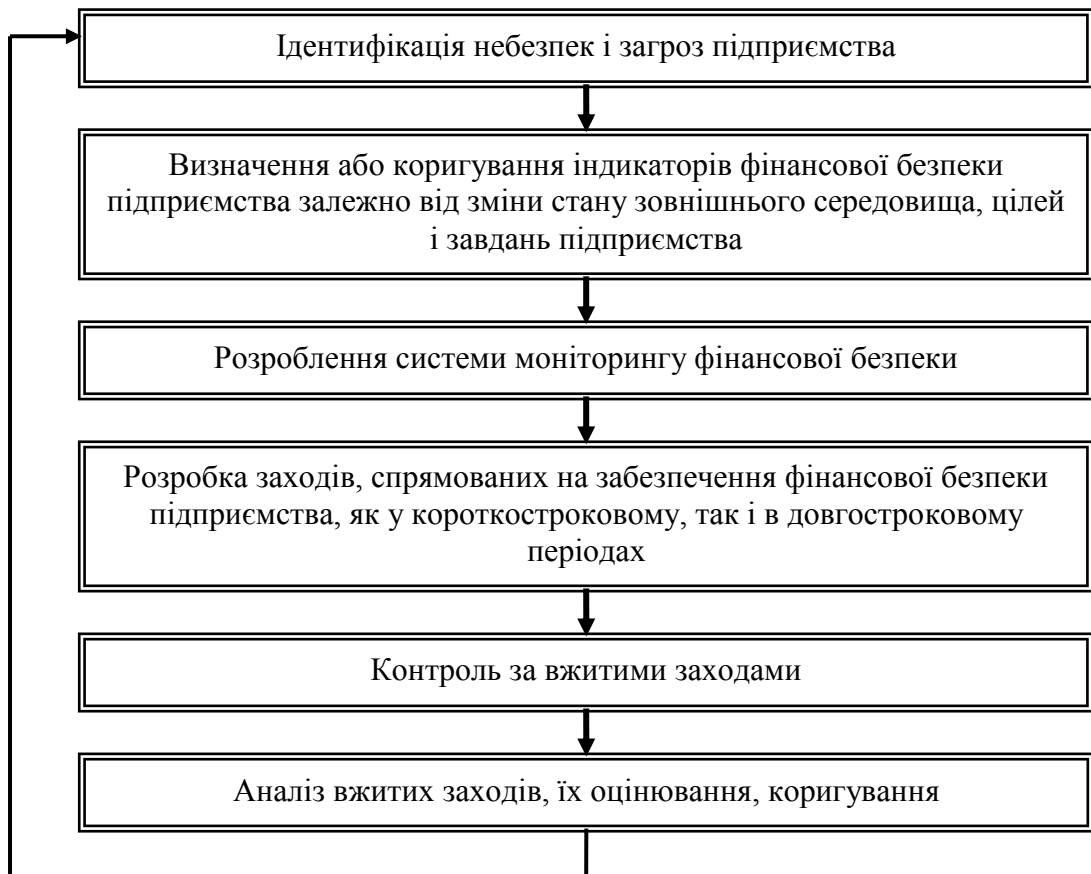 Ідентифікація небезпек і загроз підприємства
Визначення або коригування індикаторів фінансової безпеки
підприємства залежно від зміни стану зовнішнього середовища, цілей
і завдань підприємства
Розроблення системи моніторингу фінансової безпеки
Розробка заходів, спрямованих на забезпечення фінансової безпеки
підприємства, як у короткостроковому, так і в довгостроковому
періодах
Контроль за вжитими заходами
Аналіз вжитих заходів, їх оцінювання, коригування